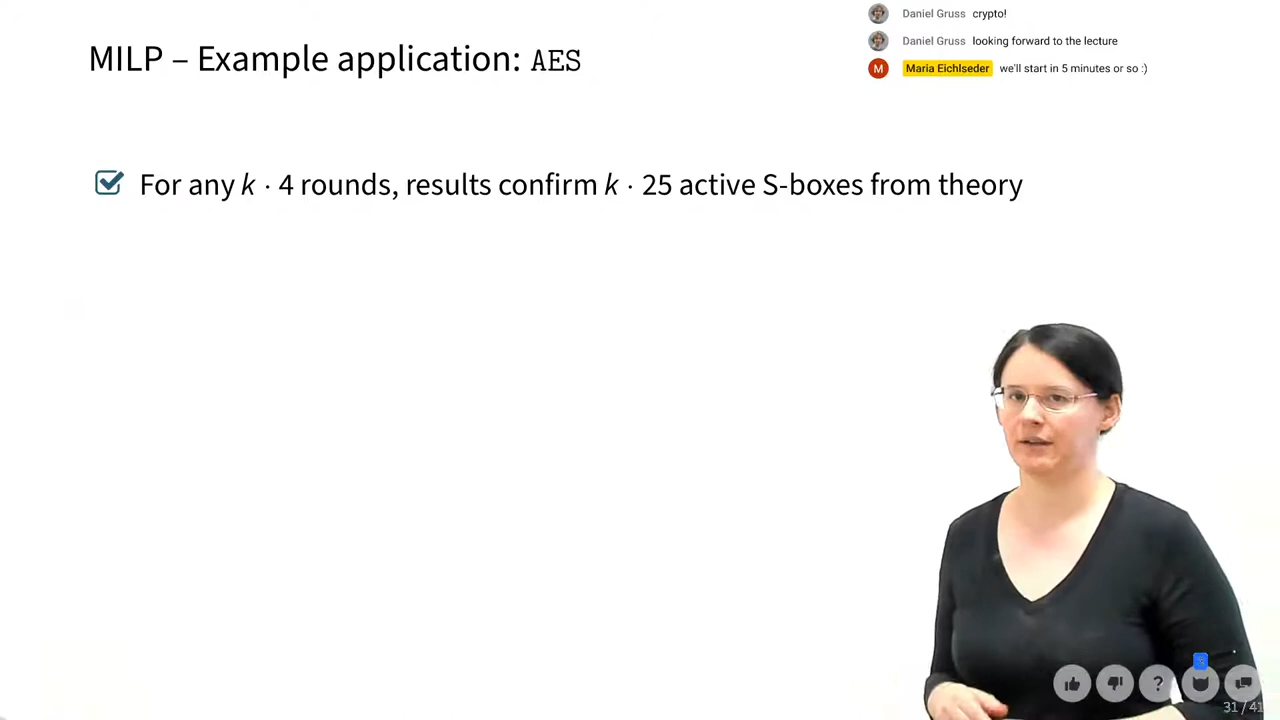 MILP – Example application: AES
Daniel Gruss crypto!
Daniel Gruss looking forward to the lecture
M Maria Eichlseder we'll start in 5 minutes or so :)
For any k · 4 rounds, results confirm k · 25 active S-boxes from theory
?
31 / 41